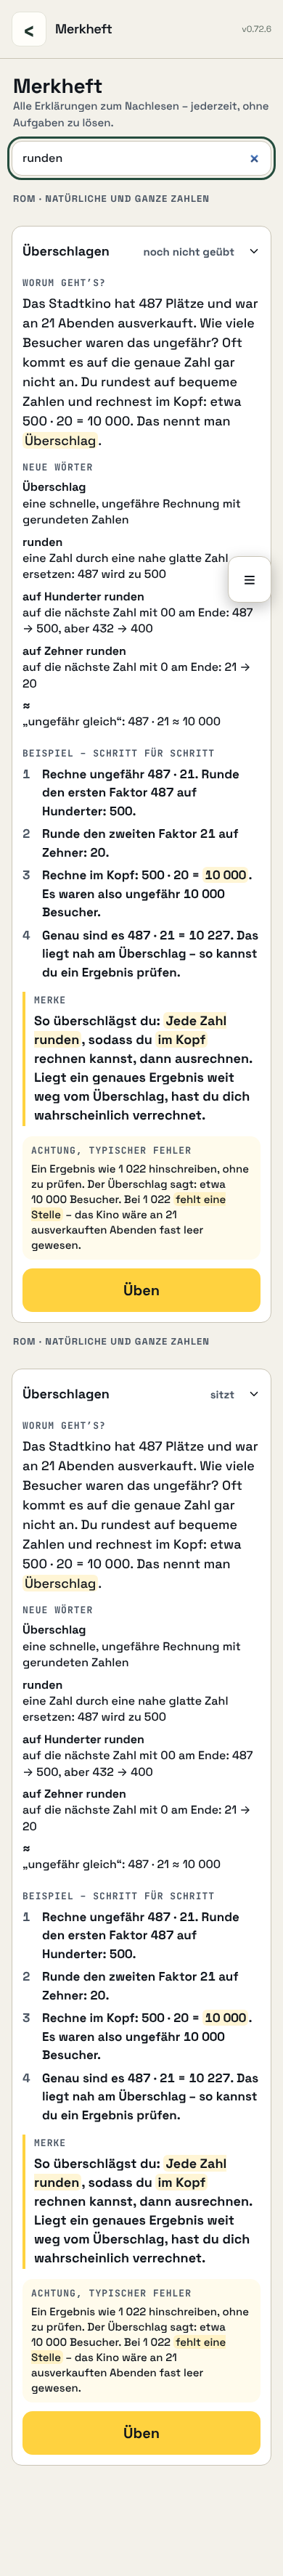 Merkheft
v0.72.6
Merkheft
Alle Erklärungen zum Nachlesen – jederzeit, ohne
Aufgaben zu lösen.
runden
ROM · NATÜRLICHE UND GANZE ZAHLEN
Überschlagen noch nicht geübt
WORUM GEHT’S?
Das Stadtkino hat 487 Plätze und war
an 21 Abenden ausverkauft. Wie viele
Besucher waren das ungefähr? Oft
kommt es auf die genaue Zahl gar
nicht an. Du rundest auf bequeme
Zahlen und rechnest im Kopf: etwa
500 · 20 = 10 000. Das nennt man
Überschlag.
NEUE WÖRTER
Überschlag
eine schnelle, ungefähre Rechnung mit
gerundeten Zahlen
runden
eine Zahl durch eine nahe glatte Zahl
ersetzen: 487 wird zu 500
auf Hunderter runden
auf die nächste Zahl mit 00 am Ende: 487
→ 500, aber 432 → 400
auf Zehner runden
auf die nächste Zahl mit 0 am Ende: 21 →
20
≈
„ungefähr gleich“: 487 · 21 ≈ 10 000
BEISPIEL – SCHRITT FÜR SCHRITT
1 Rechne ungefähr 487 · 21. Runde
den ersten Faktor 487 auf
Hunderter: 500.
2 Runde den zweiten Faktor 21 auf
Zehner: 20.
3 Rechne im Kopf: 500 · 20 = 10 000.
Es waren also ungefähr 10 000
Besucher.
4 Genau sind es 487 · 21 = 10 227. Das
liegt nah am Überschlag – so kannst
du ein Ergebnis prüfen.
MERKE
So überschlägst du: Jede Zahl
runden, sodass du im Kopf
rechnen kannst, dann ausrechnen.
Liegt ein genaues Ergebnis weit
weg vom Überschlag, hast du dich
wahrscheinlich verrechnet.
ACHTUNG, TYPISCHER FEHLER
Ein Ergebnis wie 1 022 hinschreiben, ohne
zu prüfen. Der Überschlag sagt: etwa
10 000 Besucher. Bei 1 022 fehlt eine
Stelle – das Kino wäre an 21
ausverkauften Abenden fast leer
gewesen.
Üben
ROM · NATÜRLICHE UND GANZE ZAHLEN
Überschlagen sitzt
WORUM GEHT’S?
Das Stadtkino hat 487 Plätze und war
an 21 Abenden ausverkauft. Wie viele
Besucher waren das ungefähr? Oft
kommt es auf die genaue Zahl gar
nicht an. Du rundest auf bequeme
Zahlen und rechnest im Kopf: etwa
500 · 20 = 10 000. Das nennt man
Überschlag.
NEUE WÖRTER
Überschlag
eine schnelle, ungefähre Rechnung mit
gerundeten Zahlen
runden
eine Zahl durch eine nahe glatte Zahl
ersetzen: 487 wird zu 500
auf Hunderter runden
auf die nächste Zahl mit 00 am Ende: 487
→ 500, aber 432 → 400
auf Zehner runden
auf die nächste Zahl mit 0 am Ende: 21 →
20
≈
„ungefähr gleich“: 487 · 21 ≈ 10 000
BEISPIEL – SCHRITT FÜR SCHRITT
1 Rechne ungefähr 487 · 21. Runde
den ersten Faktor 487 auf
Hunderter: 500.
2 Runde den zweiten Faktor 21 auf
Zehner: 20.
3 Rechne im Kopf: 500 · 20 = 10 000.
Es waren also ungefähr 10 000
Besucher.
4 Genau sind es 487 · 21 = 10 227. Das
liegt nah am Überschlag – so kannst
du ein Ergebnis prüfen.
MERKE
So überschlägst du: Jede Zahl
runden, sodass du im Kopf
rechnen kannst, dann ausrechnen.
Liegt ein genaues Ergebnis weit
weg vom Überschlag, hast du dich
wahrscheinlich verrechnet.
ACHTUNG, TYPISCHER FEHLER
Ein Ergebnis wie 1 022 hinschreiben, ohne
zu prüfen. Der Überschlag sagt: etwa
10 000 Besucher. Bei 1 022 fehlt eine
Stelle – das Kino wäre an 21
ausverkauften Abenden fast leer
gewesen.
Üben